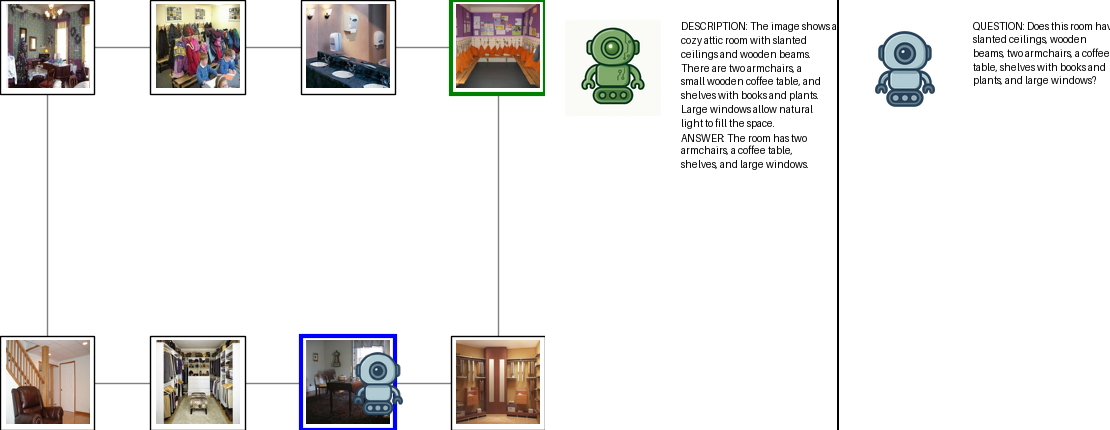 DESCRIPTION: The image shows a
cozy attic room with slanted
ceilings and wooden beams.
There are two armchairs, a
small wooden coffee table, and
shelves with books and plants.
Large windows allow natural
light to fill the space.
ANSWER: The room has two
armchairs, a coffee table,
shelves, and large windows.
QUESTION: Does this room hav
slanted ceilings, wooden
beams, two armchairs, a coffee
table, shelves with books and
plants, and large windows?